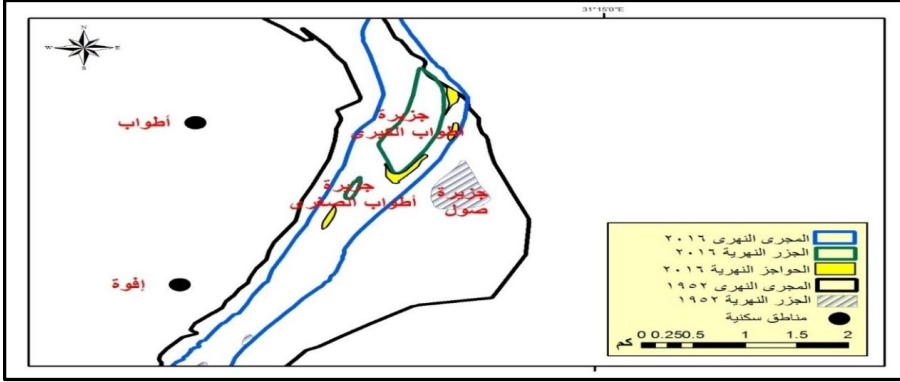 31°15'0"E
N
W E
S
أطواب
جزيرة
أطواب الكبرى
جزيرة
أطواب الصغرى
جزيرة
صول
إفوة
المجرى النهرى ٢٠١٦
الجزر النهرية ٢٠١٦
الحواجز النهرية ٢٠١٦
المجرى النهرى ١٩٥٢
الجزر النهرية ١٩٥٢
مناطق سكنية
0 0.25 0.5 1 1.5 2
كم